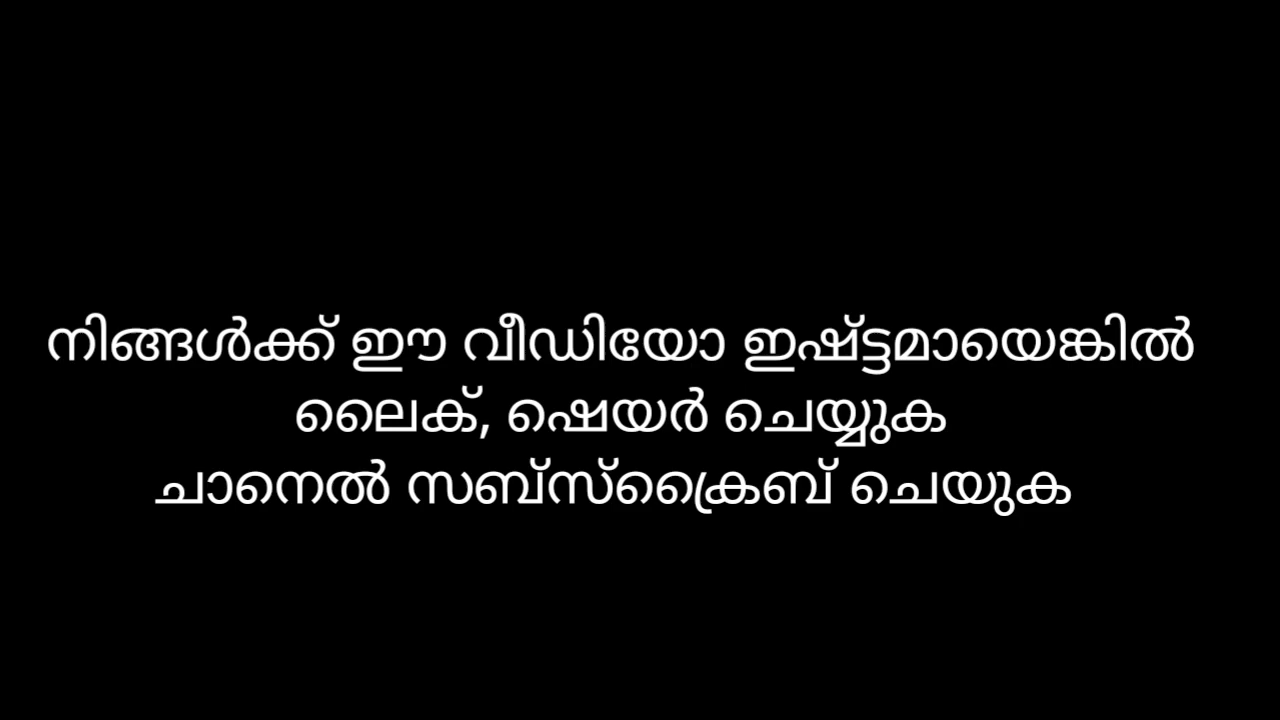 നിങ്ങൾക്ക് ഈ വീഡിയോ ഇഷ്ട്ടമായെങ്കിൽ
ലൈക്, ഷെയർ ചെയ്യുക
ചാനെൽ സബ്സ്ക്രൈബ് ചെയുക